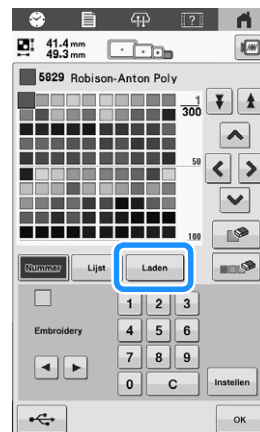 ?
41.4 mm
49.3 mm
5829 Robison-Anton Poly
1
300
50
100
Nummer Lijst Laden
1 2 3
Embroidery 4 5 6
7 8 9
0 C Instellen
OK